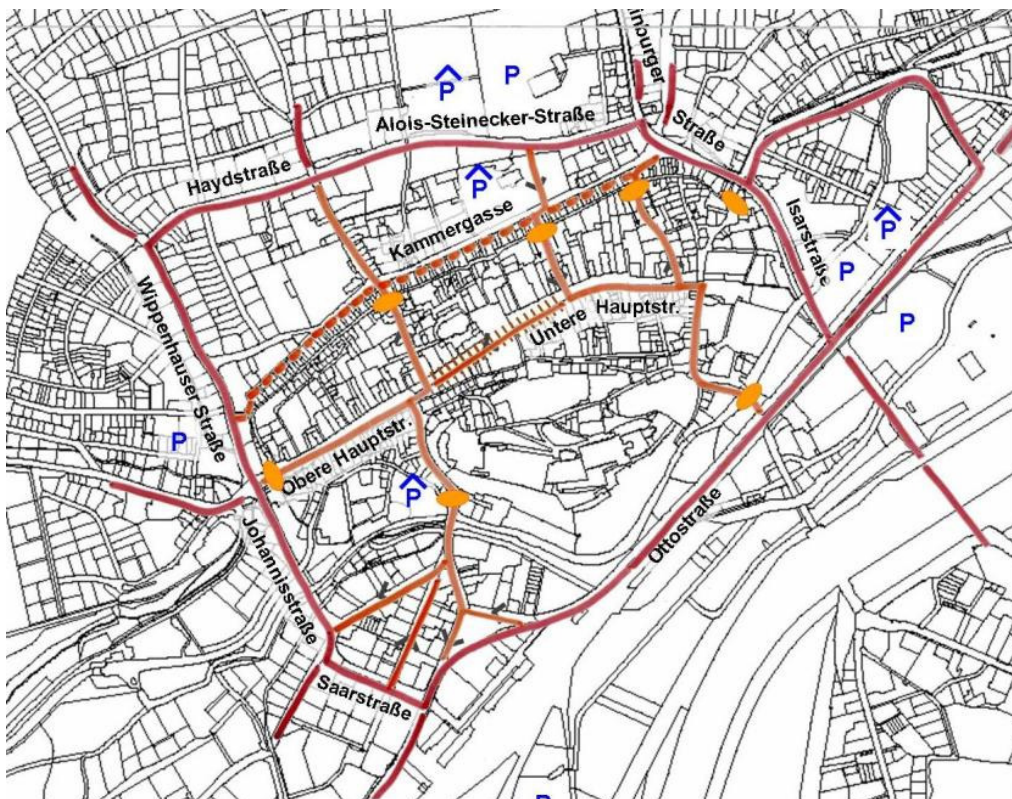 inburger
Straße
P
P
Alois-Steinecker-Straße
Haydstraße
P
Kammergasse
Isarstraße
P
P
P
Wippenhauser Straße
Untere
Hauptstr.
P
Obere Hauptstr.
P
Johannisstraße
Ottostraße
Saarstraße
P